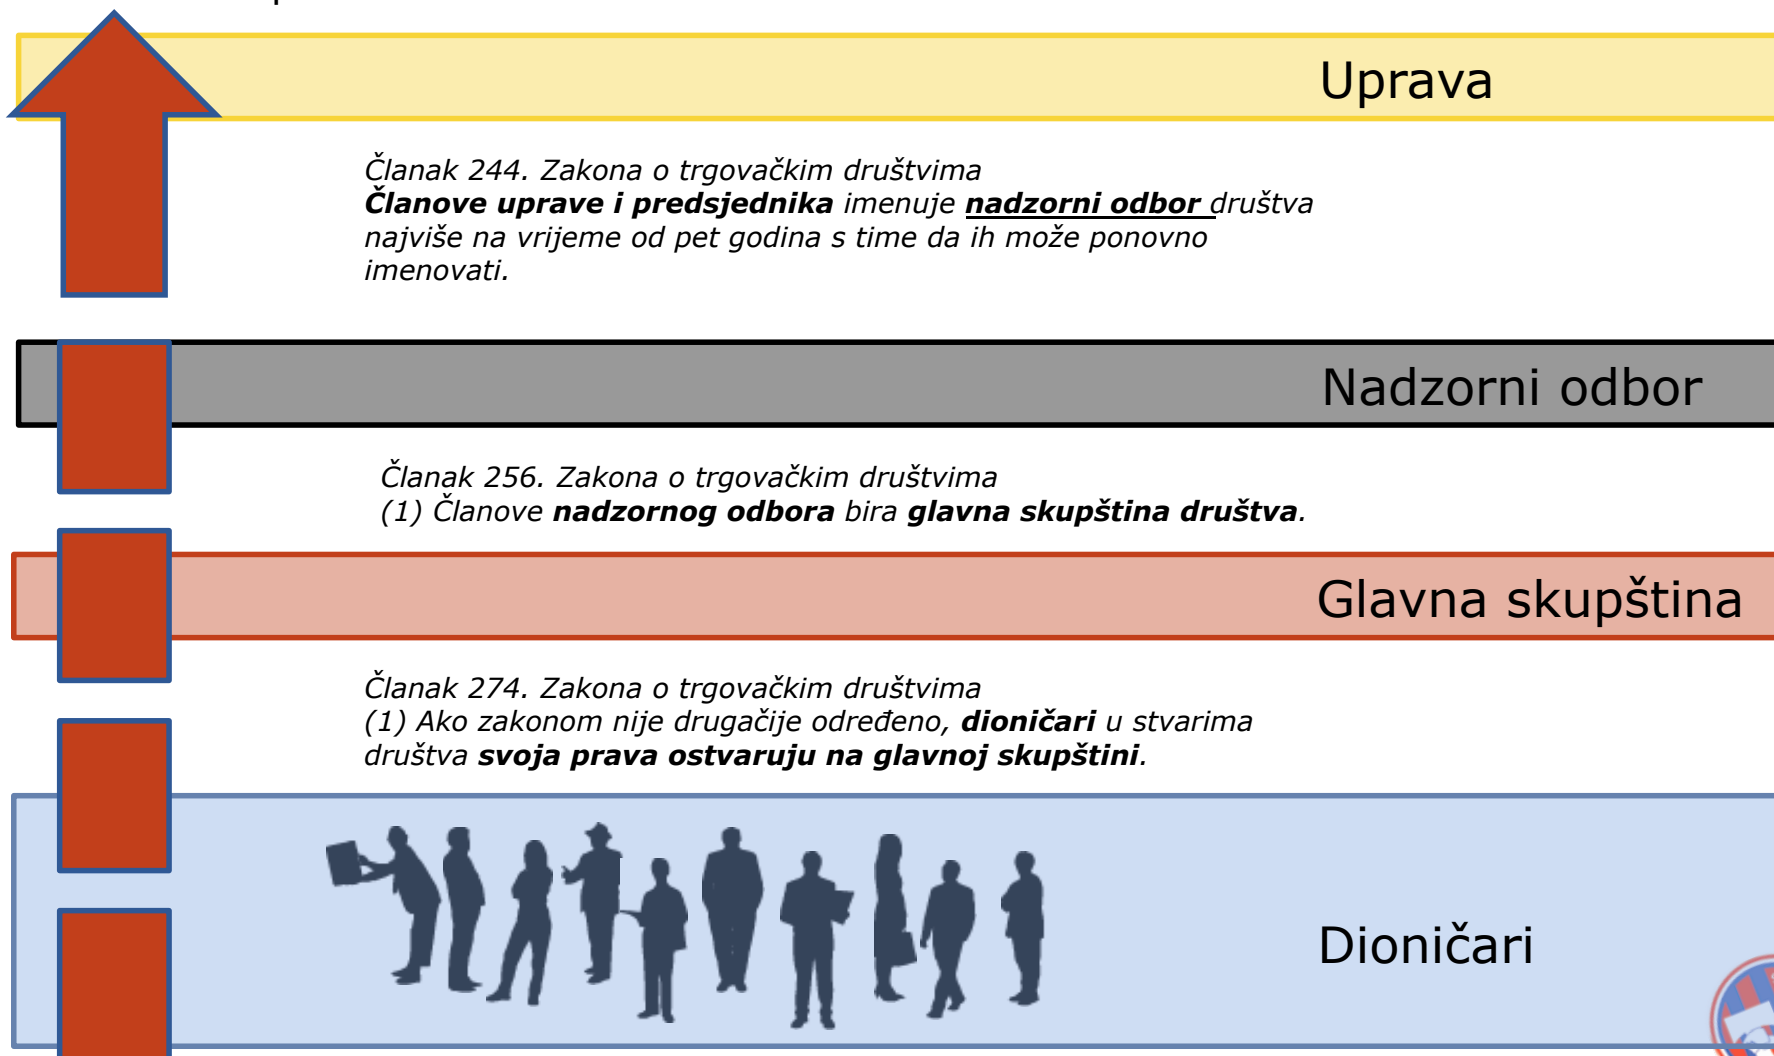 Uprava
Članak 244. Zakona o trgovačkim društvima
Članove uprave i predsjednika imenuje nadzorni odbor društva
najviše na vrijeme od pet godina s time da ih može ponovno
imenovati.
Nadzorni odbor
Članak 256. Zakona o trgovačkim društvima
(1) Članove nadzornog odbora bira glavna skupština društva.
Glavna skupština
Članak 274. Zakona o trgovačkim društvima
(1) Ako zakonom nije drugačije određeno, dioničari u stvarima
društva svoja prava ostvaruju na glavnoj skupštini.
Dioničari